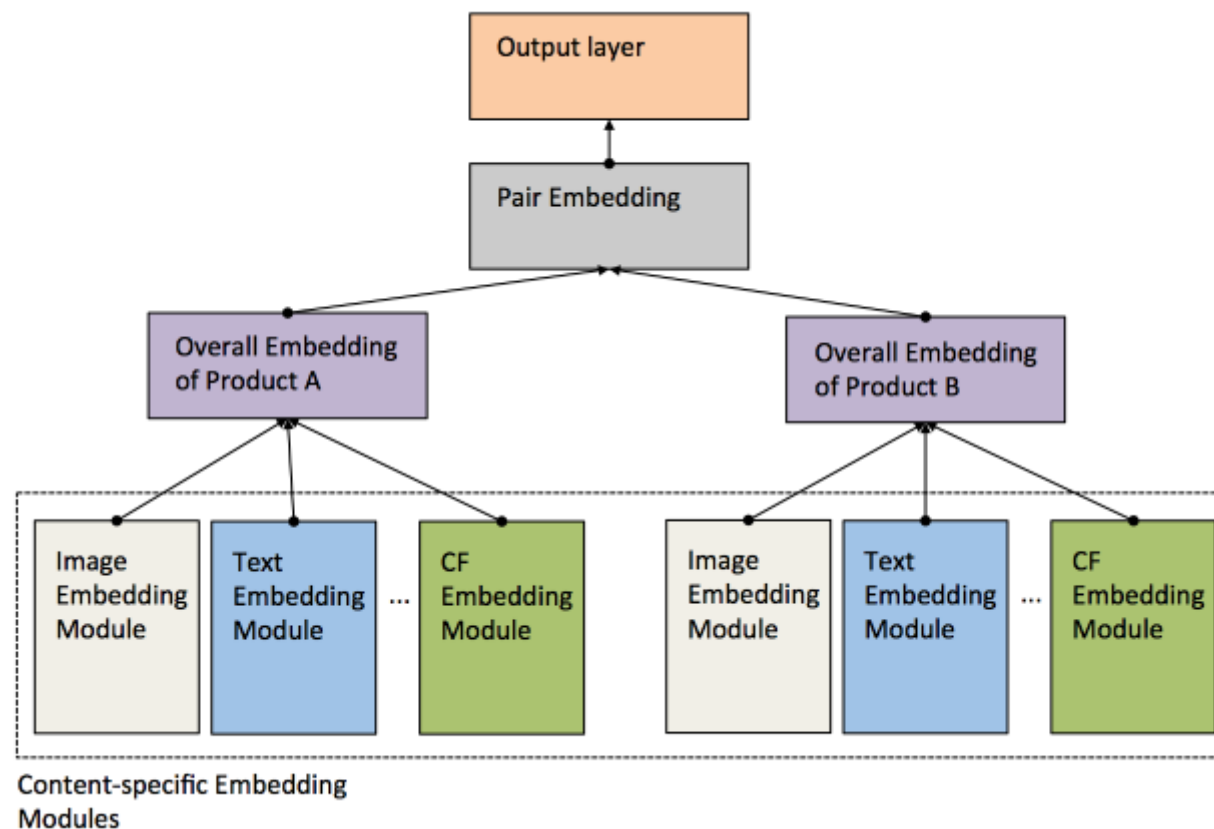 Output layer
Pair Embedding
Overall Embedding
of Product A
Overall Embedding
of Product B
Image
Embedding
Module
Text
Embedding
Module
...
CF
Embedding
Module
Image
Embedding
Module
Text
Embedding
Module
...
CF
Embedding
Module
Content-specific Embedding
Modules